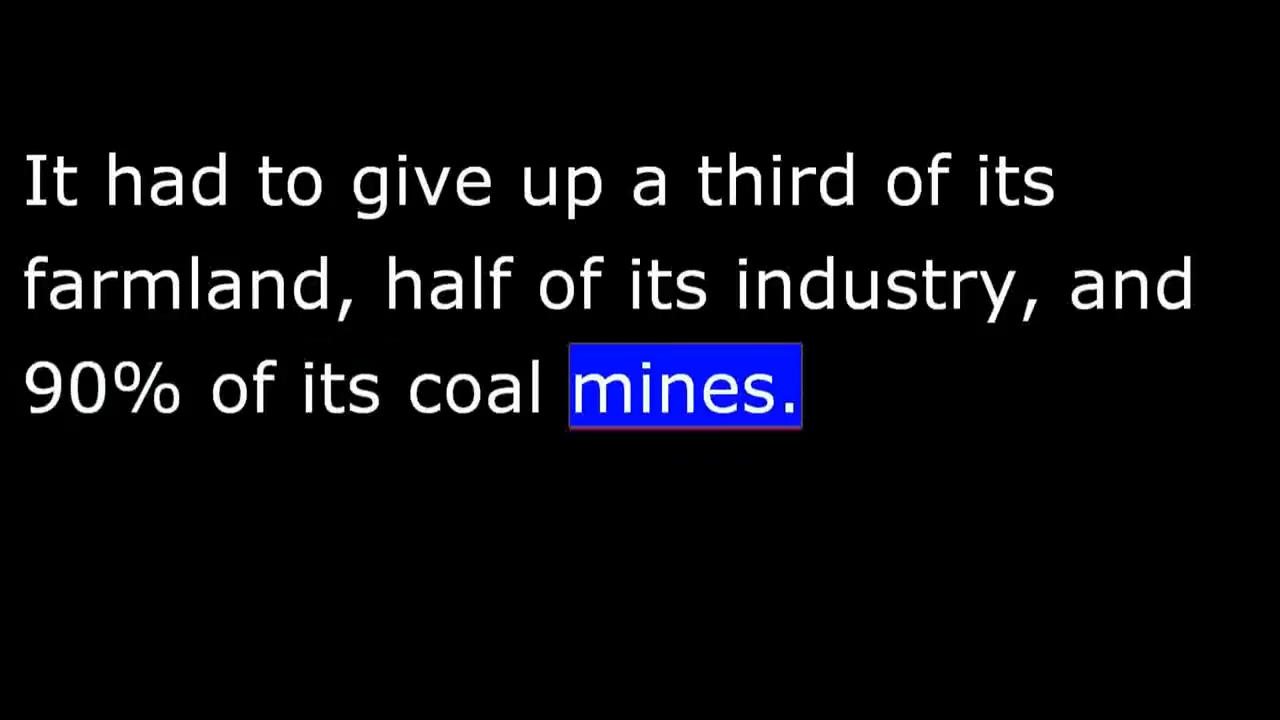 It had to give up a third of its
farmland, half of its industry, and
90% of its coal mines.